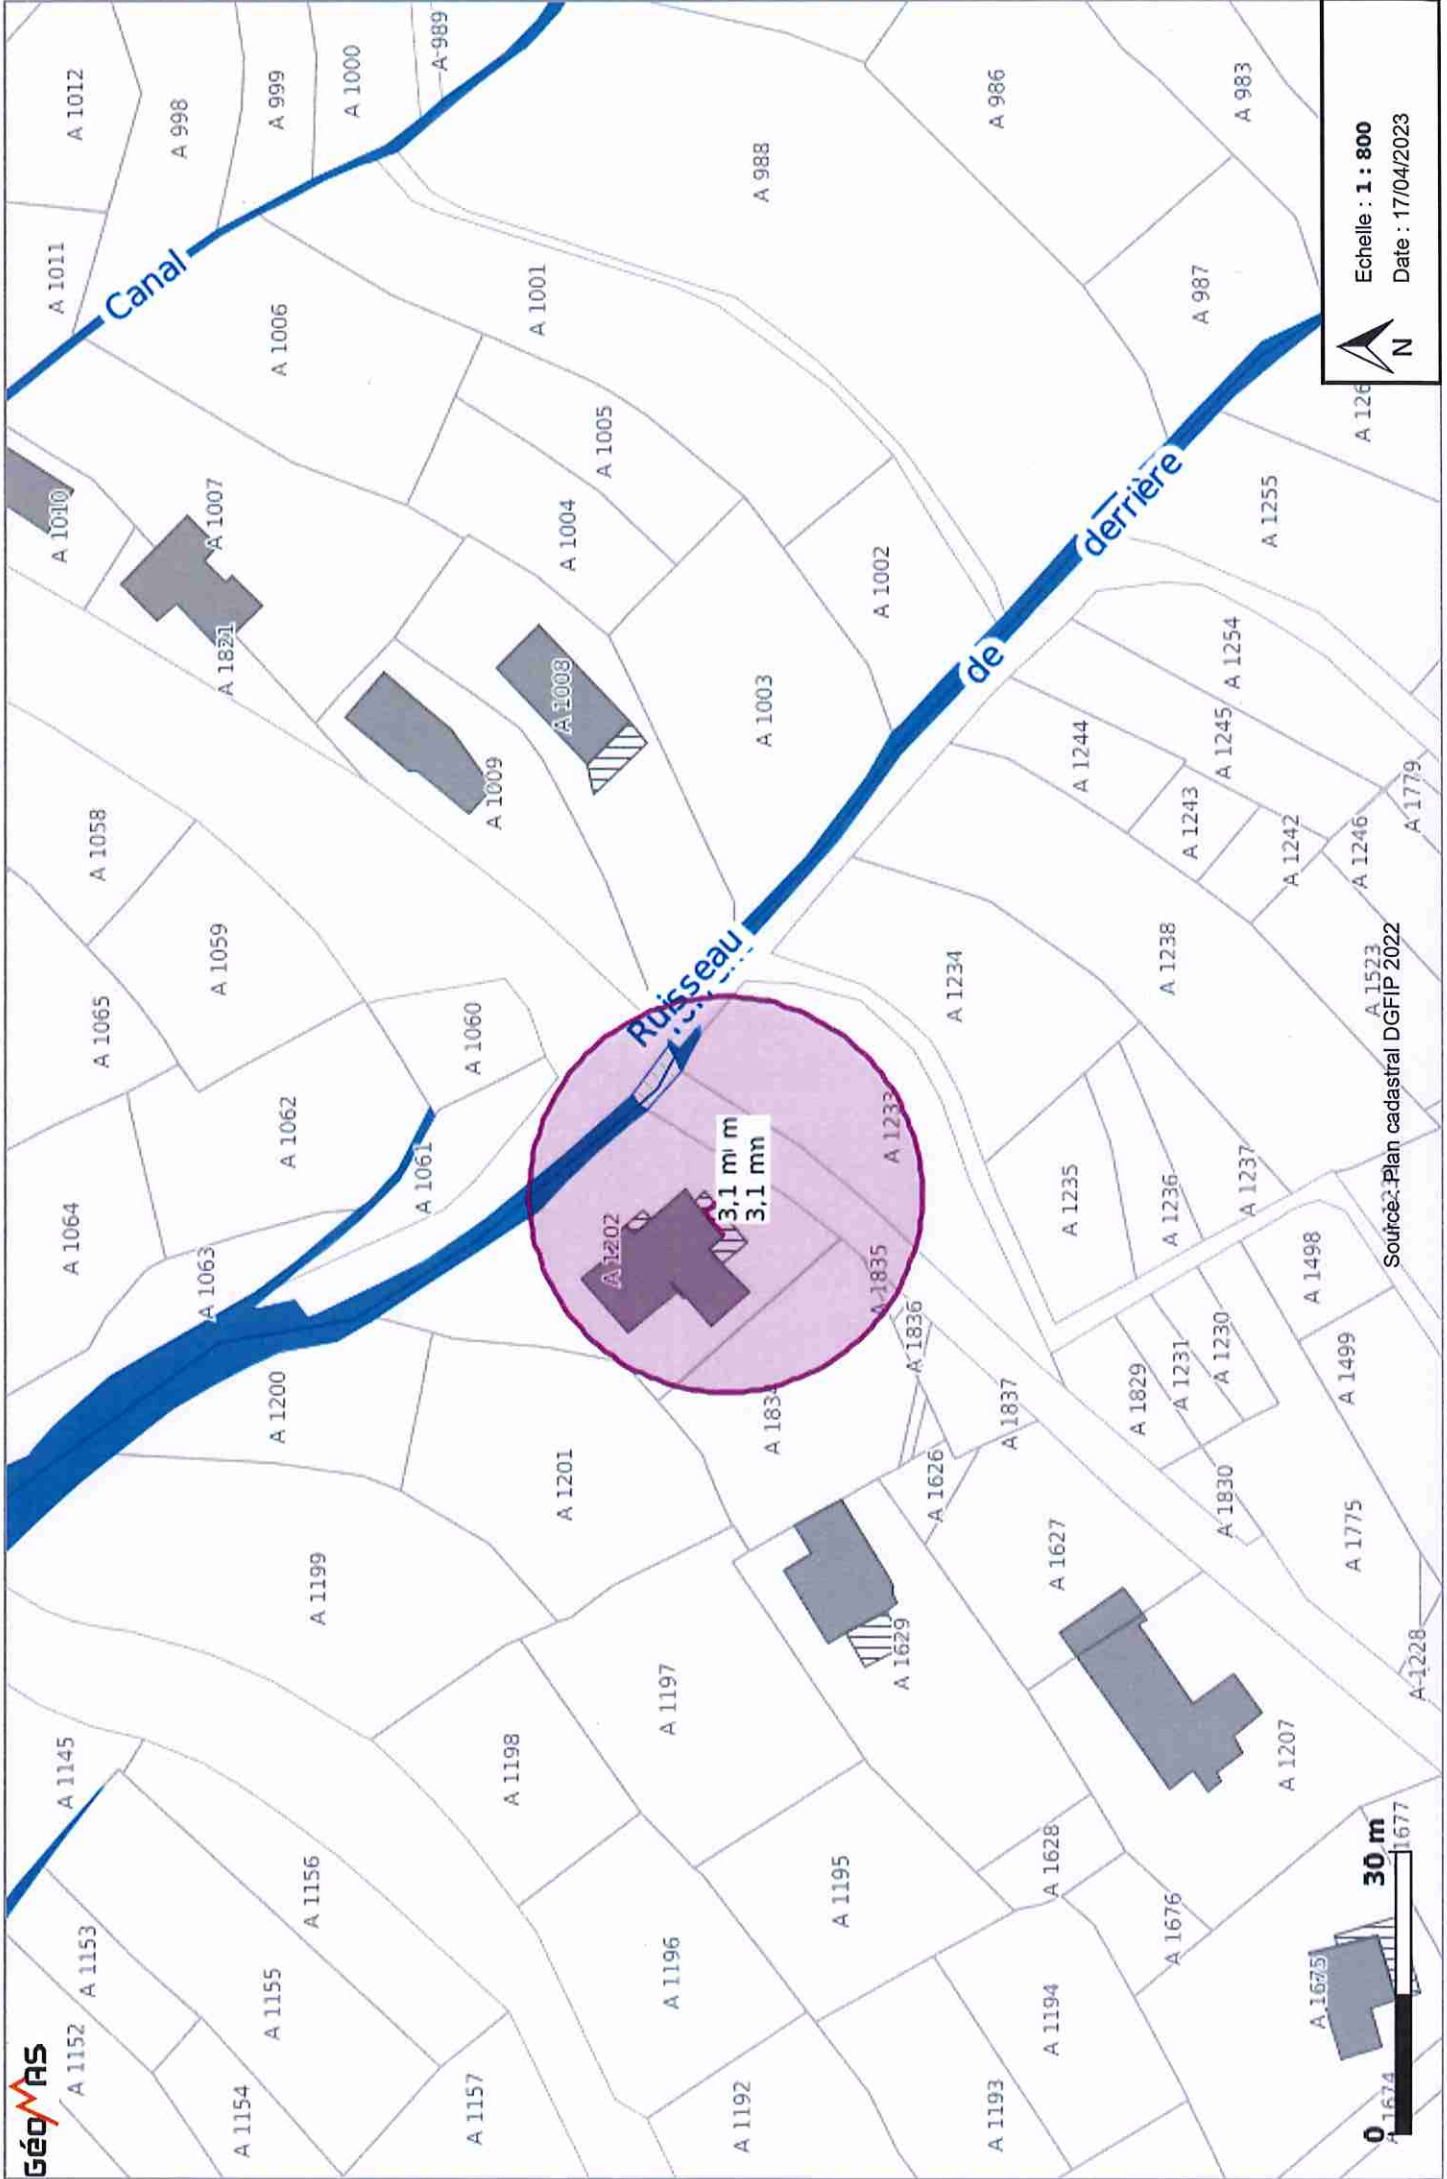 GéoMAS
A 1152
A 1153
A 1145
A 1154
A 1155
A 1156
A 1157
A 1199
A 1200
A 1063
A 1064
A 1062
A 1061
A 1065
A 1059
A 1058
A 1060
A 1821
A 1007
A 1010
A 1006
Canal
A 1011
A 1012
A 998
A 999
A 1000
A 989
A 1198
A 1201
A 1202
A 1009
A 1008
A 1004
A 1005
A 1001
A 1196
A 1197
A 1192
A 1195
A 1629
A 1834
A 1835
A 1233
3,1 m
3,1 m
Ruisseau
de
derrière
A 1003
A 1002
A 988
A 986
A 983
A 987
A 1193
A 1194
A 1628
A 1627
A 1626
A 1836
A 1837
A 1234
A 1235
A 1236
A 1237
A 1238
A 1244
A 1243
A 1245
A 1254
A 1242
A 1246
A 1255
A 126
A 1676
A 1207
A 1829
A 1231
A 1230
A 1830
A 1498
A 1499
A 1775
A 1228
A 1523
A 1779
A 1675
A 1674
1677
0
30 m
Source : Plan cadastral DGFIP 2022
N
Echelle : 1 : 800
Date : 17/04/2023